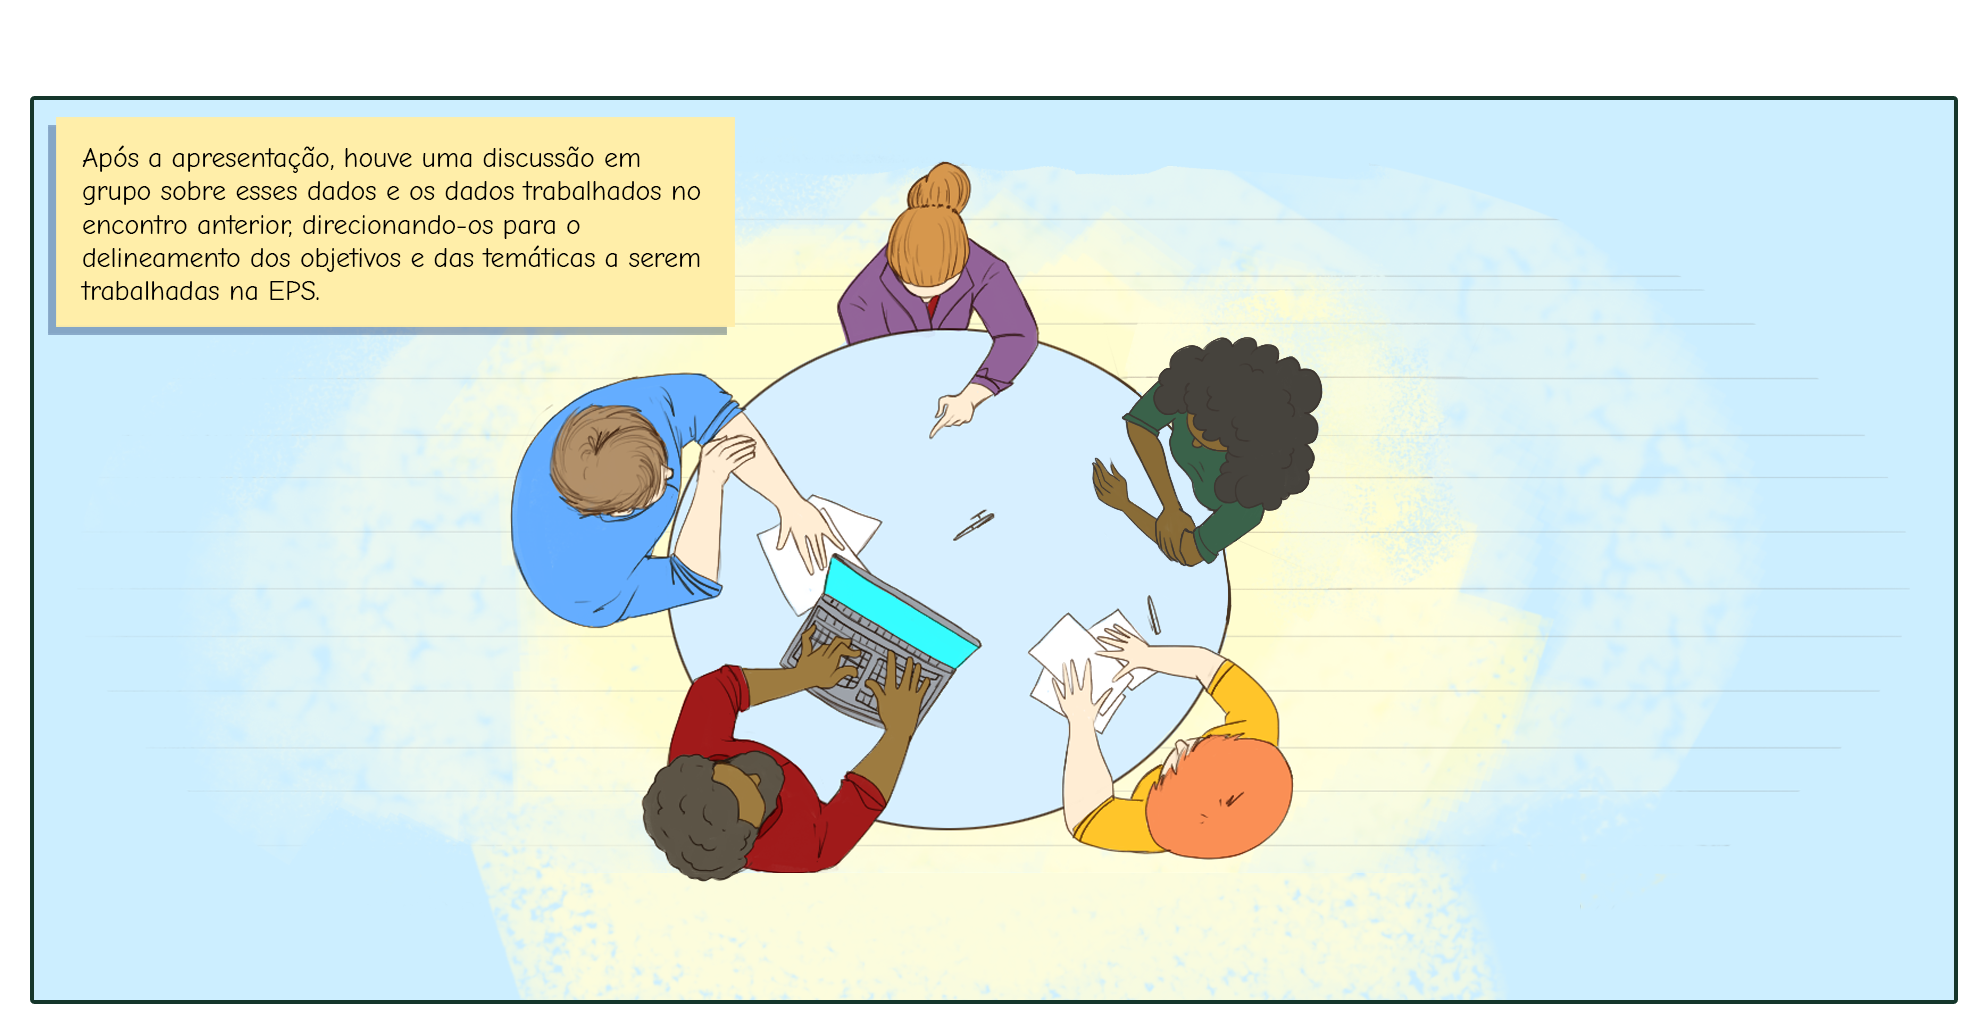 Após a apresentação, houve uma discussão em
grupo sobre esses dados e os dados trabalhados no
encontro anterior, direcionando-os para o
delineamento dos objetivos e das temáticas a serem
trabalhadas na EPS.